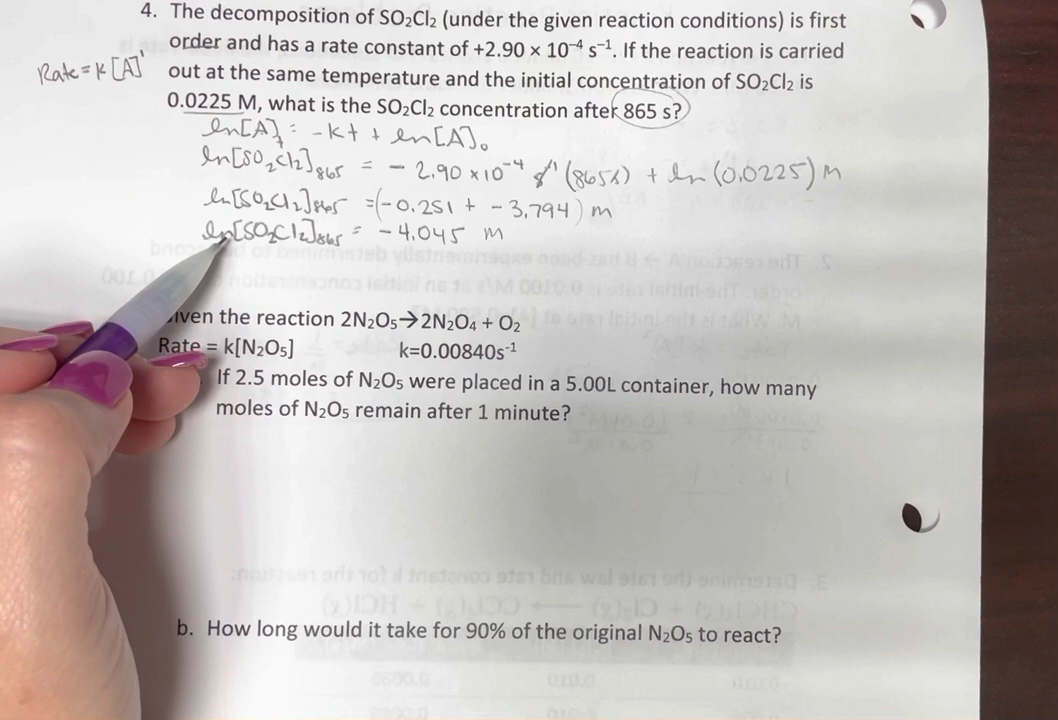 4. The decomposition of SO₂Cl₂ (under the given reaction conditions) is first
order and has a rate constant of +2.90 × 10⁻⁴ s⁻¹. If the reaction is carried
Rate = k[A]¹
out at the same temperature and the initial concentration of SO₂Cl₂ is
0.0225 M, what is the SO₂Cl₂ concentration after 865 s?
ln[A]t = -kt + ln[A]₀
ln[SO₂Cl₂]₈₆₅ = - 2.90 x10⁻⁴ s⁻¹ (865s) + ln (0.0225) M
ln[SO₂Cl₂]₈₆₅ = (-0.251 + -3.794) M
ln[SO₂Cl₂]₈₆₅ = -4.045 M
the reaction 2N₂O₅→2N₂O₄ + O₂
Rate = k[N₂O₅] k=0.00840s⁻¹
If 2.5 moles of N₂O₅ were placed in a 5.00L container, how many
moles of N₂O₅ remain after 1 minute?
b. How long would it take for 90% of the original N₂O₅ to react?